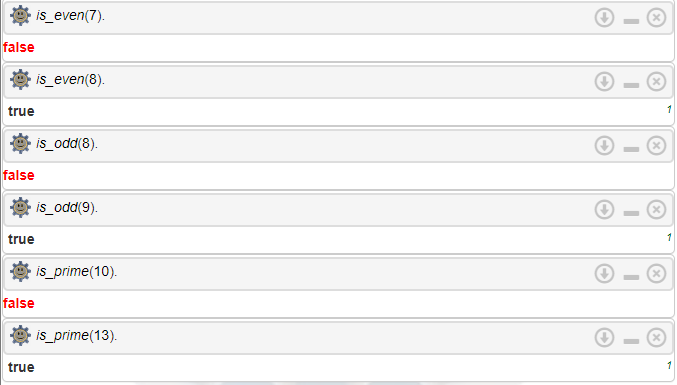 is_even(7).
false
is_even(8).
true 1
is_odd(8).
false
is_odd(9).
true 1
is_prime(10).
false
is_prime(13).
true 1